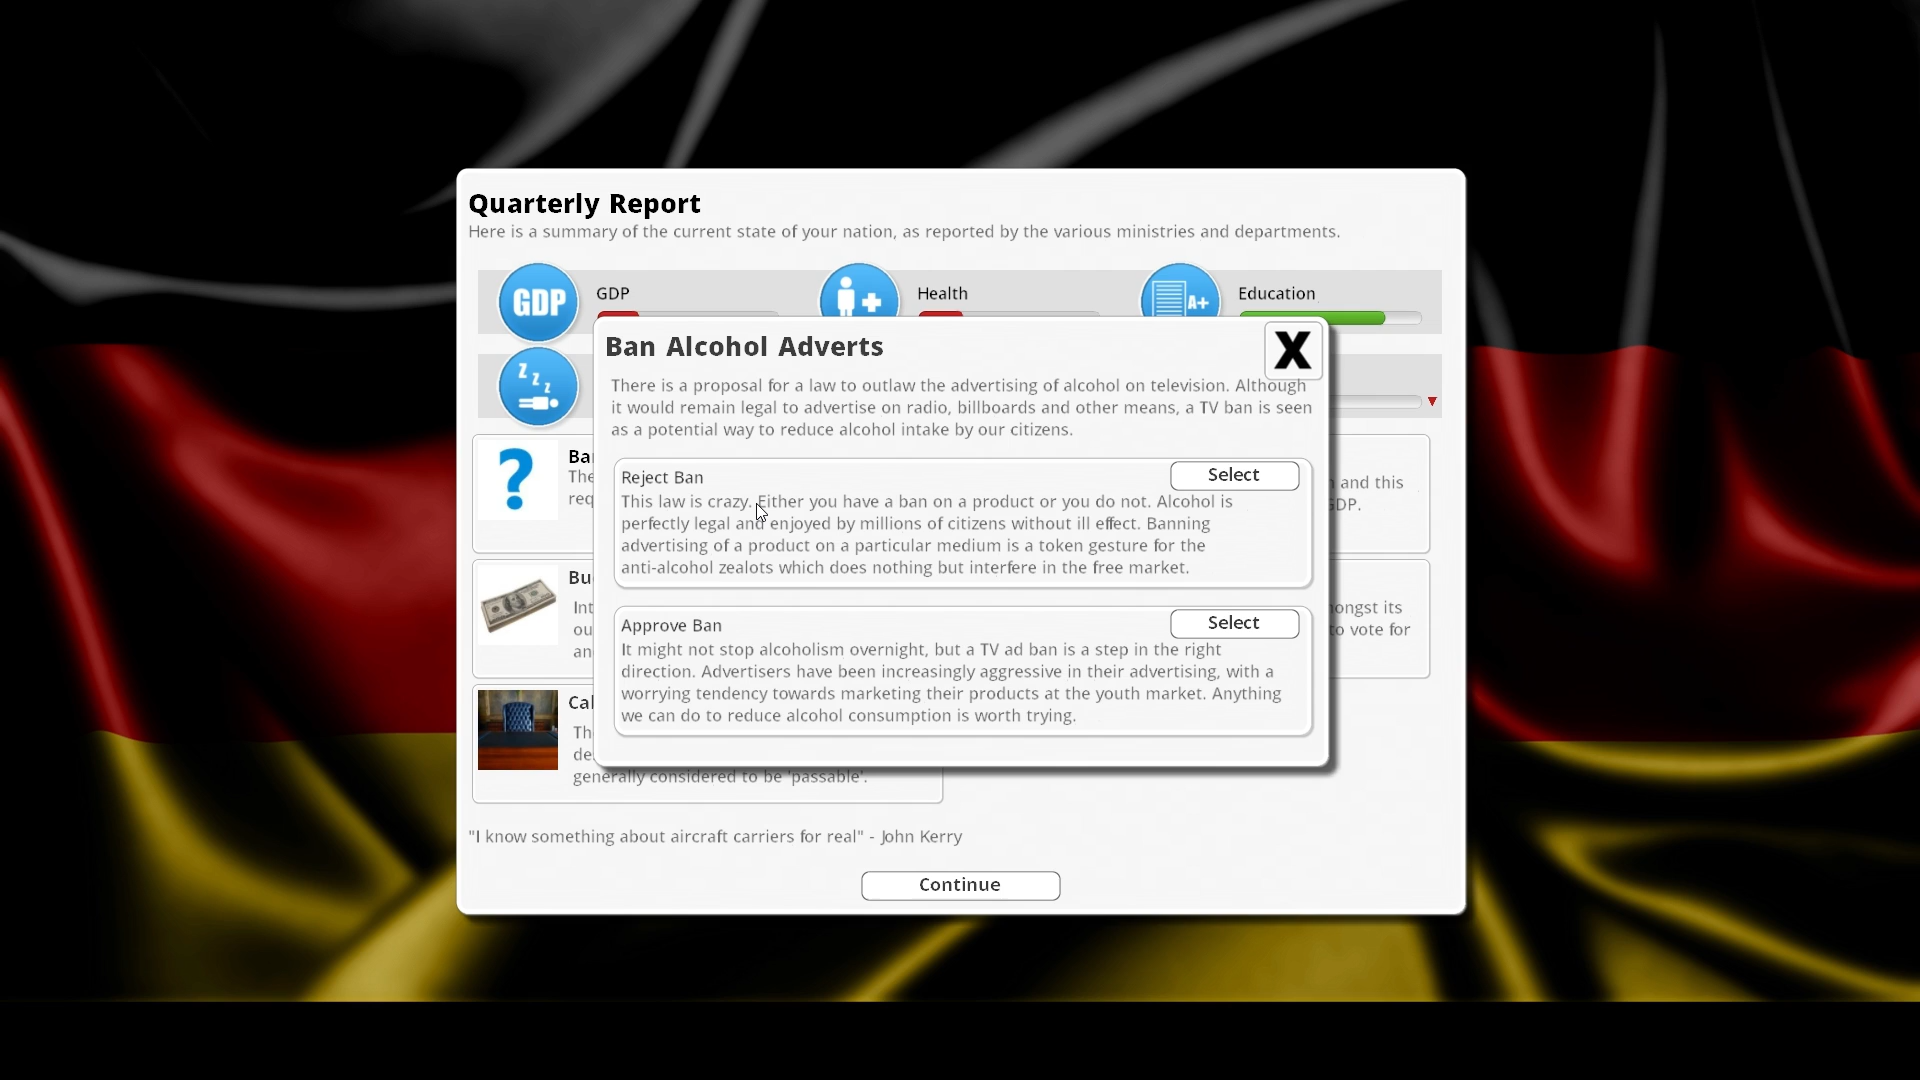 Quarterly Report
Here is a summary of the current state of your nation, as reported by the various ministries and departments.
GDP
GDP
Health
A+
Education
Z
Z
Z
Ban Alcohol Adverts
X
There is a proposal for a law to outlaw the advertising of alcohol on television. Although
it would remain legal to advertise on radio, billboards and other means, a TV ban is seen
as a potential way to reduce alcohol intake by our citizens.
Reject Ban
Select
This law is crazy. Either you have a ban on a product or you do not. Alcohol is
perfectly legal and enjoyed by millions of citizens without ill effect. Banning
advertising of a product on a particular medium is a token gesture for the
anti-alcohol zealots which does nothing but interfere in the free market.
Approve Ban
Select
It might not stop alcoholism overnight, but a TV ad ban is a step in the right
direction. Advertisers have been increasingly aggressive in their advertising, with a
worrying tendency towards marketing their products at the youth market. Anything
we can do to reduce alcohol consumption is worth trying.
?
and this
GDP.
to vote for
generally considered to be 'passable'.
"I know something about aircraft carriers for real" - John Kerry
Continue